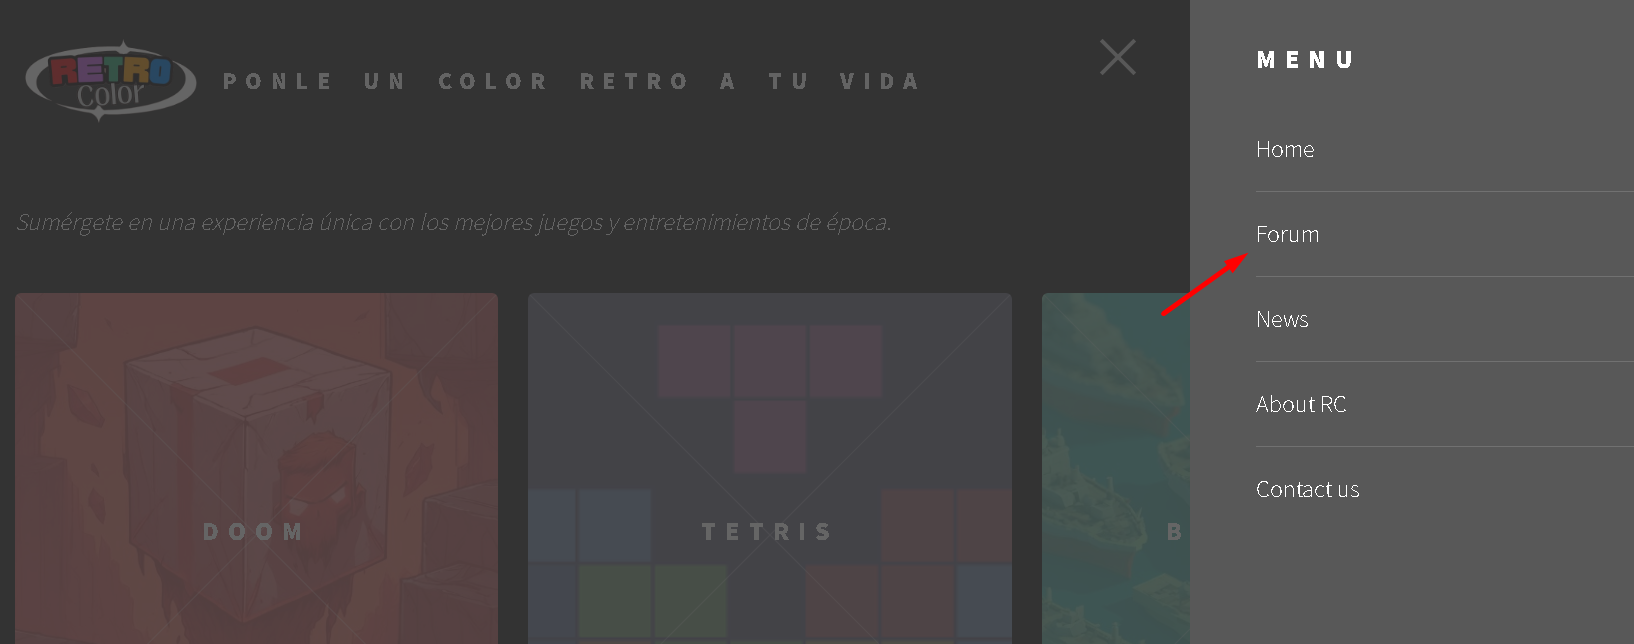 RETRO
Color
PONLE UN COLOR RETRO A TU VIDA
Sumérgete en una experiencia única con los mejores juegos y entretenimientos de época.
DOOM
TETRIS
B
MENU
Home
Forum
News
About RC
Contact us